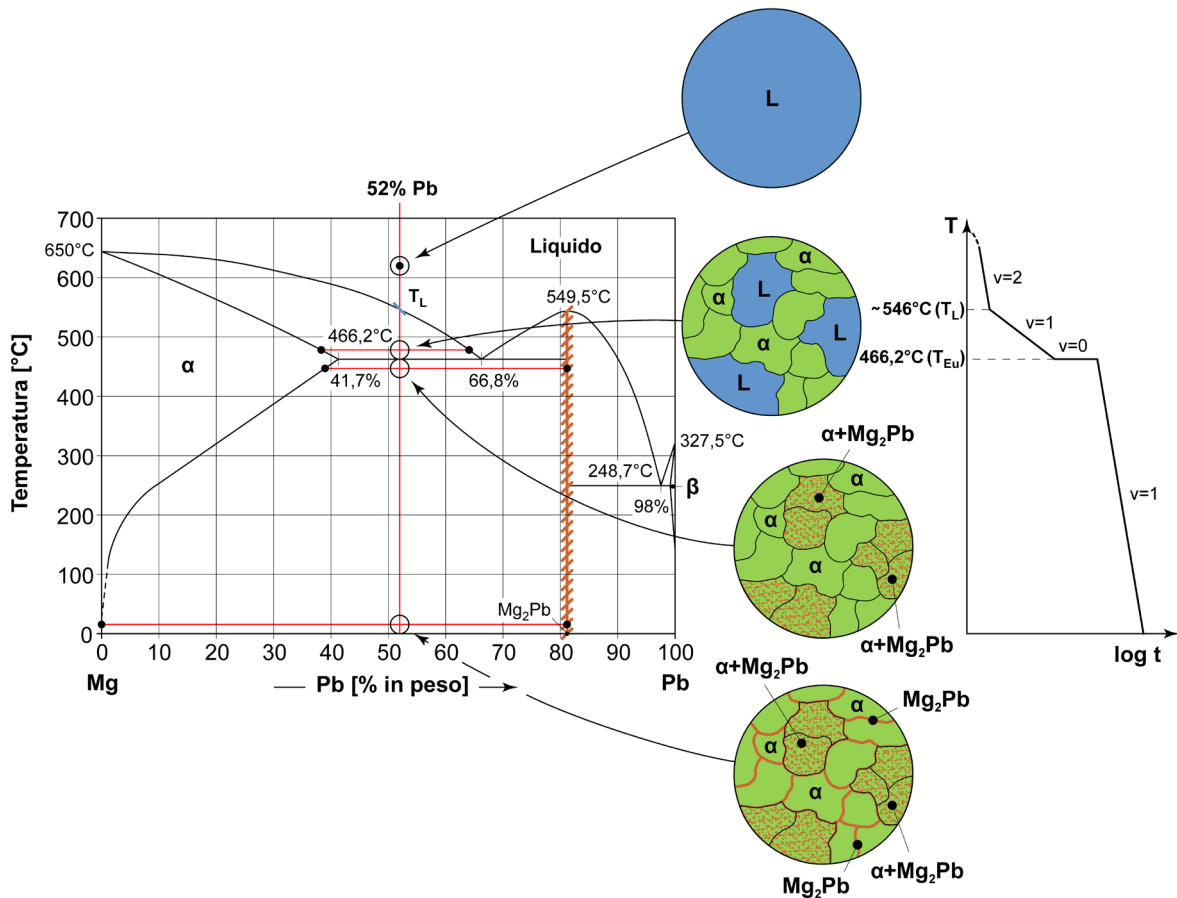 L
52% Pb
700
650°C
600
500
400
300
200
100
0
Temperatura [°C]
Liquido
T_L
549,5°C
466,2°C
α
41,7%
66,8%
327,5°C
248,7°C
β
98%
Mg₂Pb
0 10 20 30 40 50 60 70 80 90 100
Mg
Pb [% in peso]
Pb
α
L
α
L
α
L
α+Mg₂Pb
α
α
α
α+Mg₂Pb
α+Mg₂Pb
Mg₂Pb
α
α
α
Mg₂Pb
α+Mg₂Pb
T
v=2
~546°C (T_L)
v=1
v=0
466,2°C (T_Eu)
v=1
log t